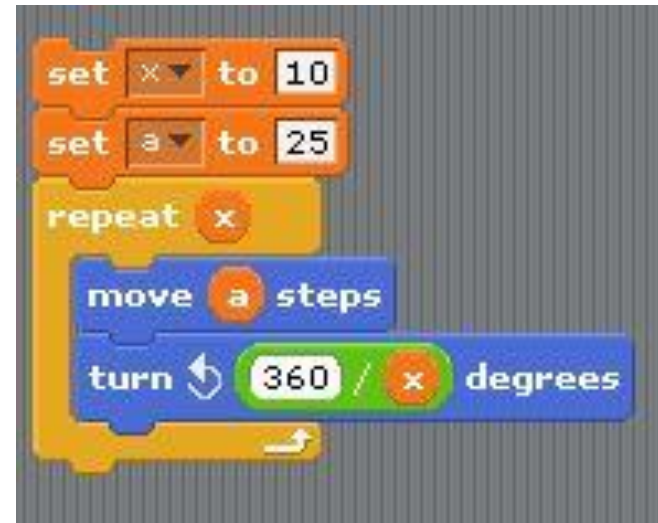 set x to 10
set a to 25
repeat x
move a steps
turn 360 / x degrees